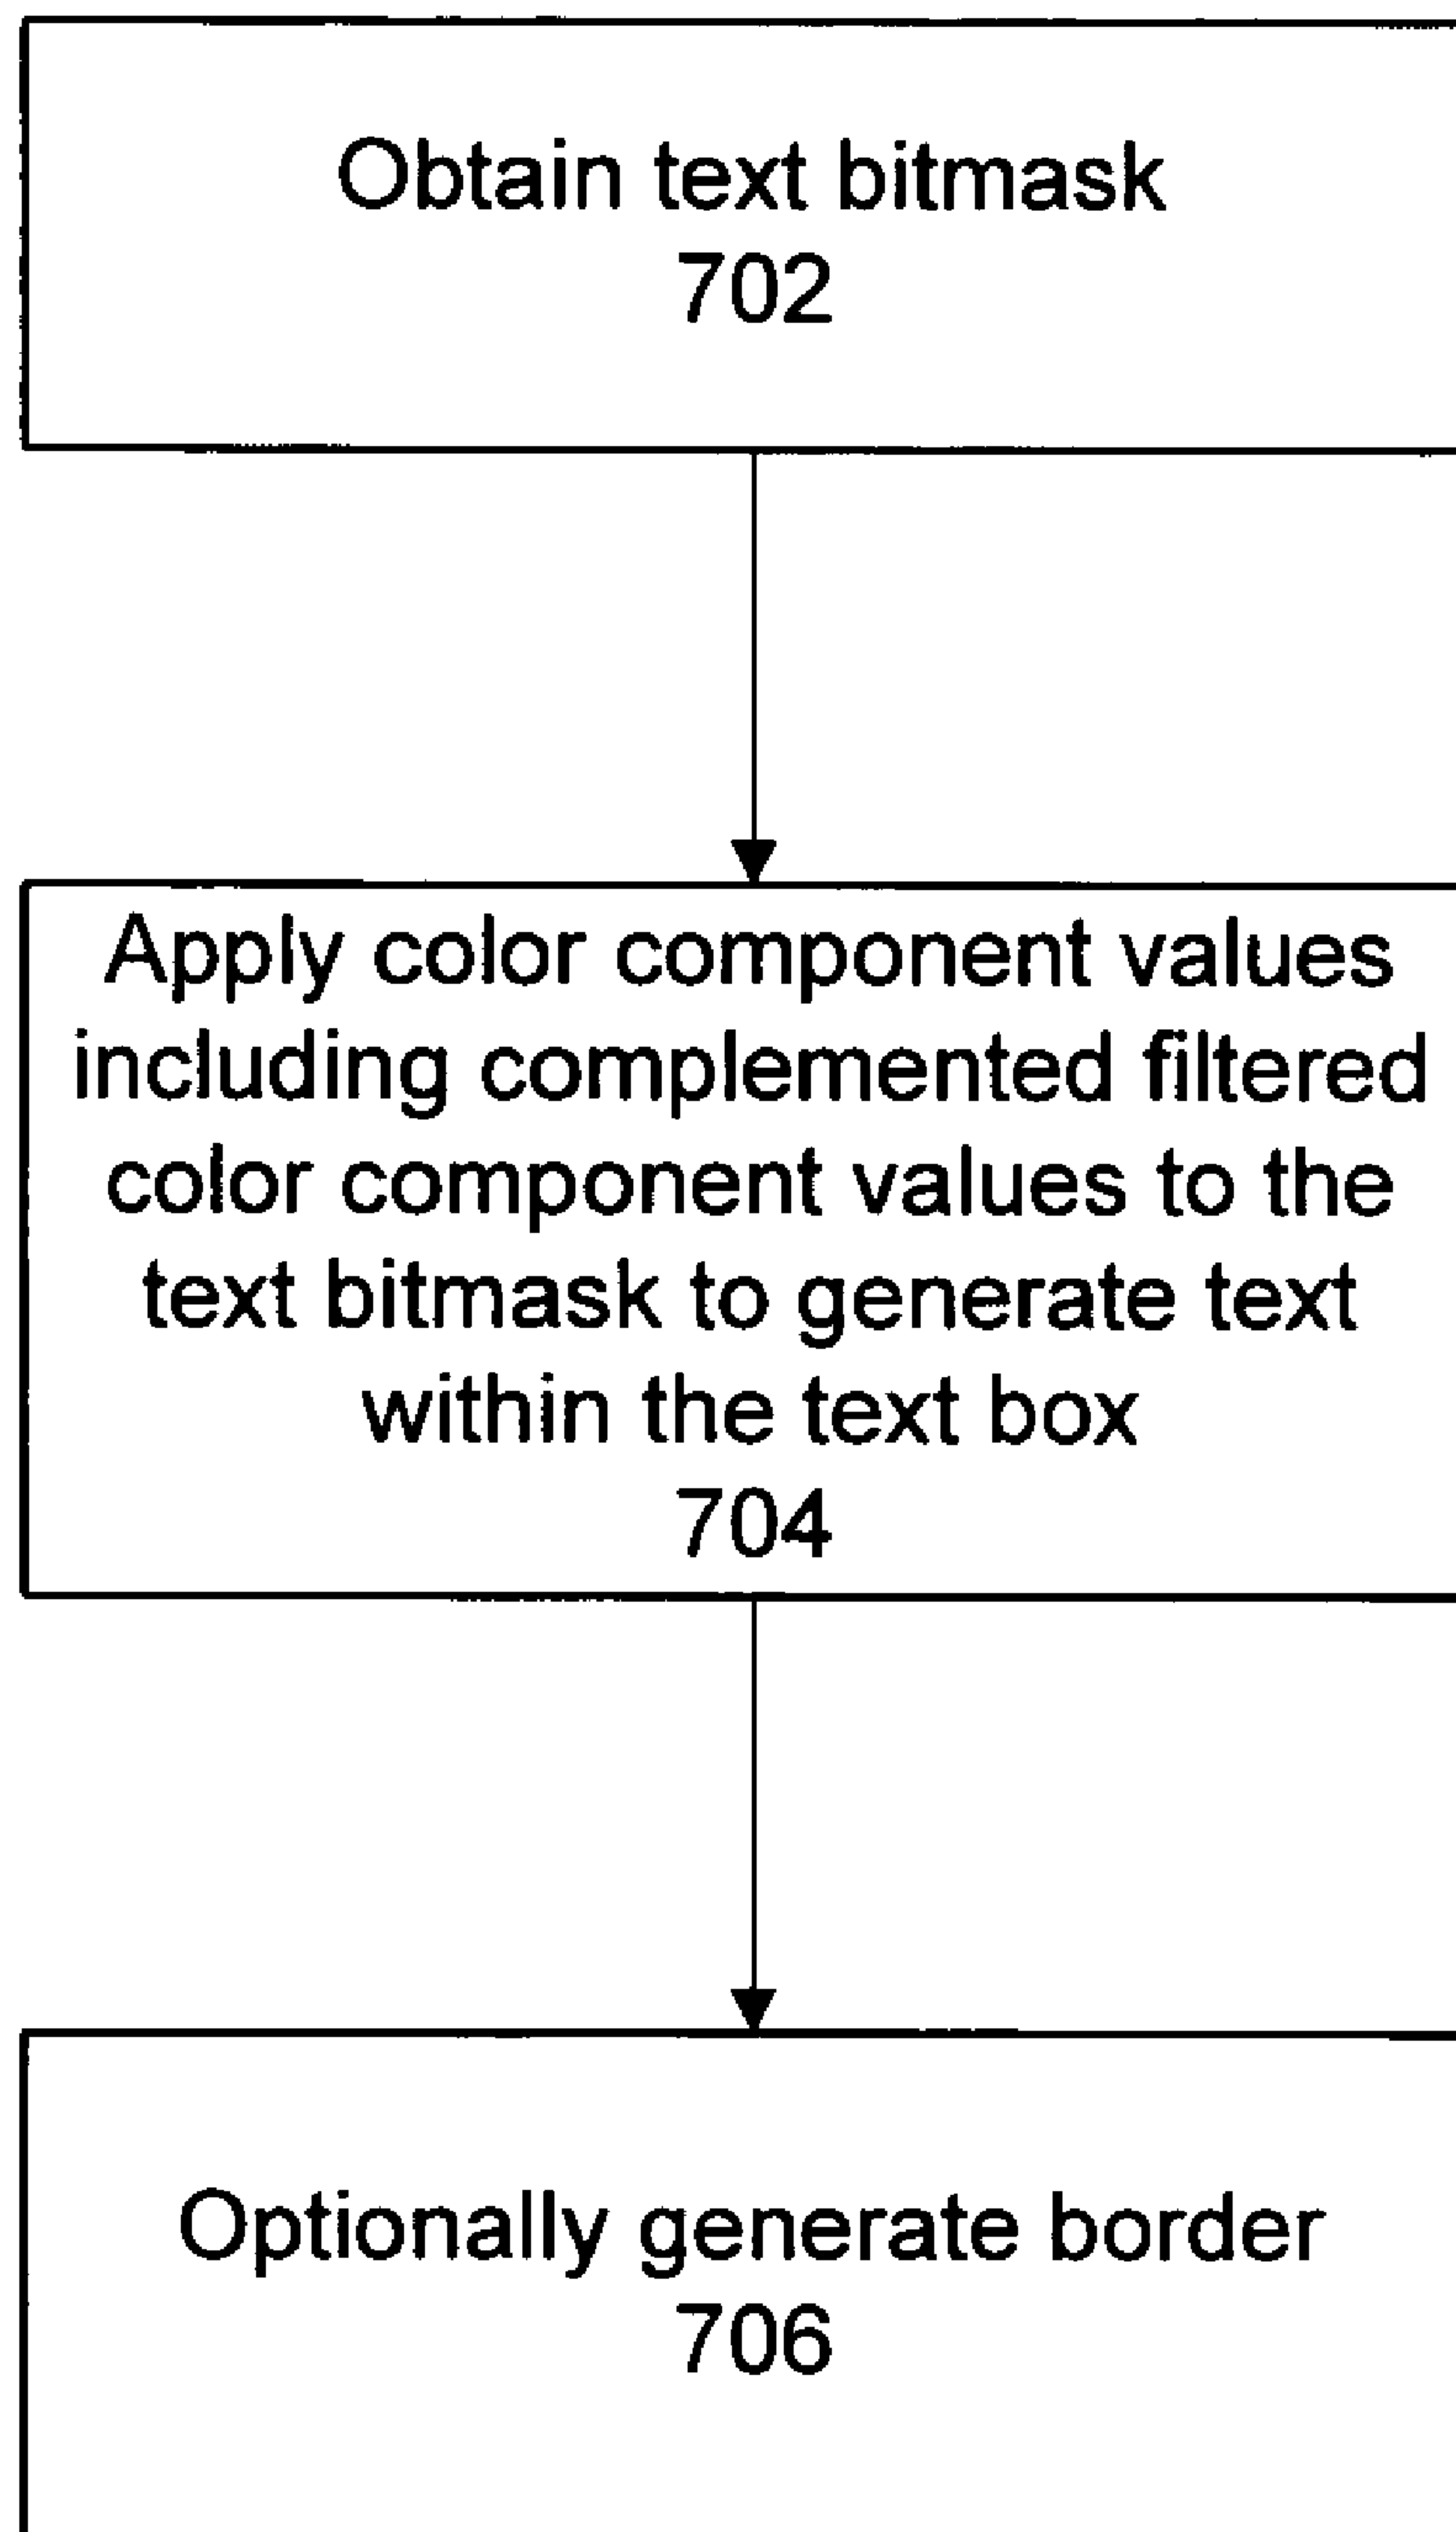 Obtain text bitmask
702
Apply color component values
including complemented filtered
color component values to the
text bitmask to generate text
within the text box
704
Optionally generate border
706